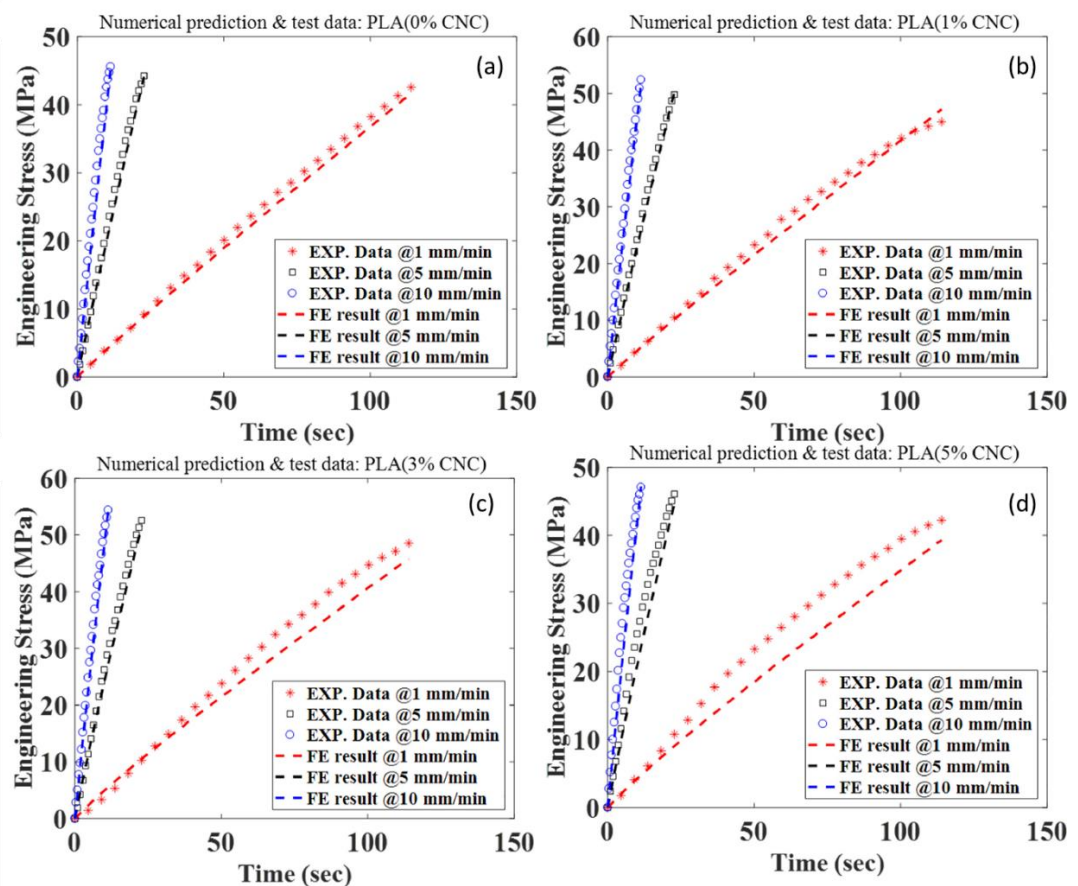 Numerical prediction & test data: PLA(0% CNC)
(a)
50
40
30
20
10
0
Engineering Stress (MPa)
EXP. Data @1 mm/min
EXP. Data @5 mm/min
EXP. Data @10 mm/min
FE result @1 mm/min
FE result @5 mm/min
FE result @10 mm/min
0 50 100 150
Time (sec)
Numerical prediction & test data: PLA(1% CNC)
(b)
60
50
40
30
20
10
0
Engineering Stress (MPa)
EXP. Data @1 mm/min
EXP. Data @5 mm/min
EXP. Data @10 mm/min
FE result @1 mm/min
FE result @5 mm/min
FE result @10 mm/min
0 50 100 150
Time (sec)
Numerical prediction & test data: PLA(3% CNC)
(c)
60
50
40
30
20
10
0
Engineering Stress (MPa)
EXP. Data @1 mm/min
EXP. Data @5 mm/min
EXP. Data @10 mm/min
FE result @1 mm/min
FE result @5 mm/min
FE result @10 mm/min
0 50 100 150
Time (sec)
Numerical prediction & test data: PLA(5% CNC)
(d)
50
40
30
20
10
0
Engineering Stress (MPa)
EXP. Data @1 mm/min
EXP. Data @5 mm/min
EXP. Data @10 mm/min
FE result @1 mm/min
FE result @5 mm/min
FE result @10 mm/min
0 50 100 150
Time (sec)